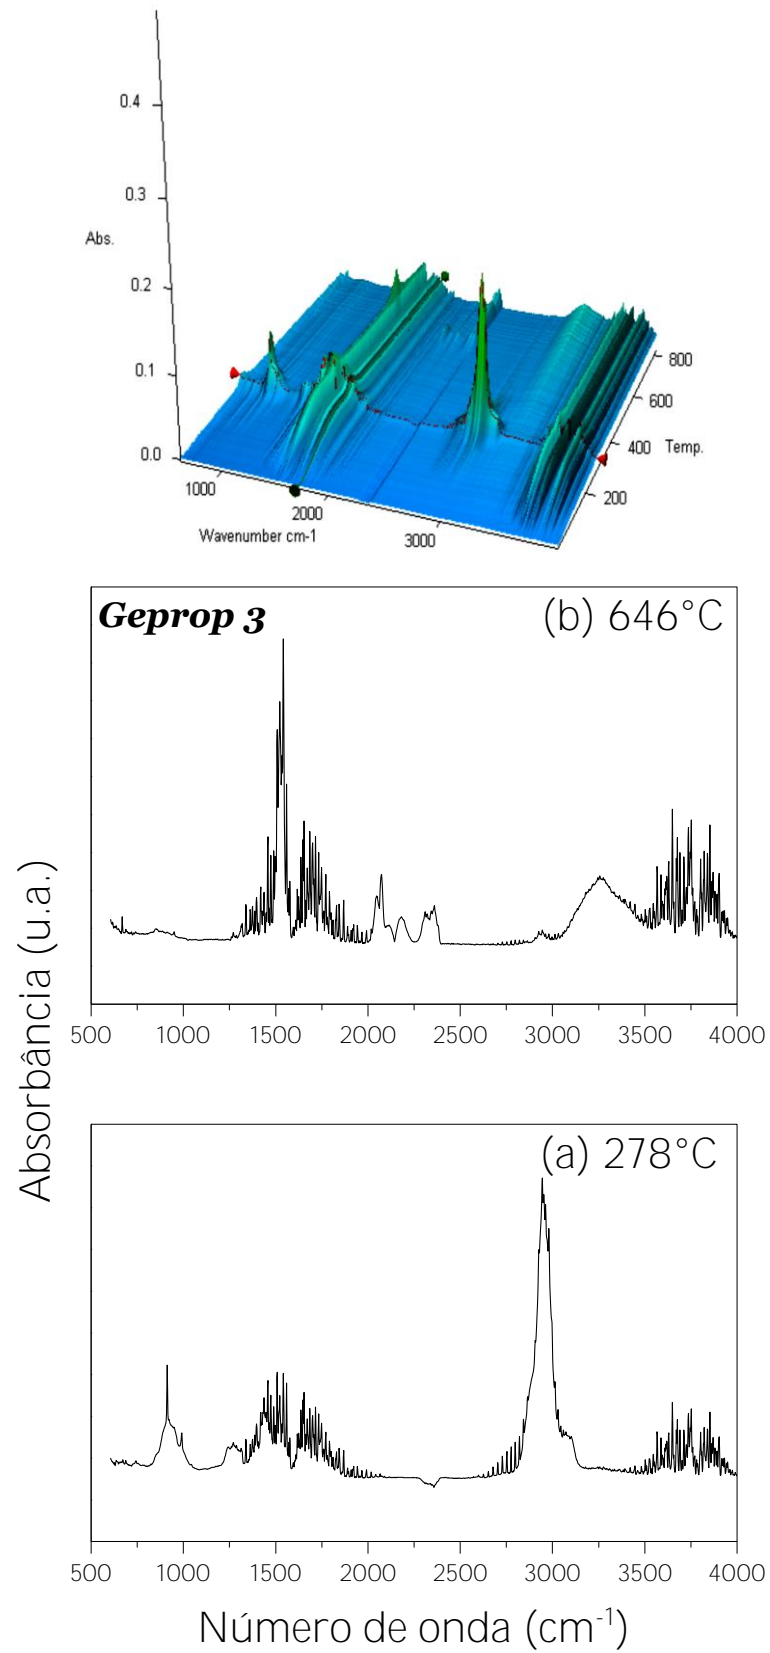 0.4
0.3
Abs.
0.2
0.1
0.0
800
600
400 Temp.
200
1000
2000
3000
Wavenumber cm-1
Geprop 3
(b) 646°C
500 1000 1500 2000 2500 3000 3500 4000
Absorbância (u.a.)
(a) 278°C
500 1000 1500 2000 2500 3000 3500 4000
Número de onda (cm⁻¹)